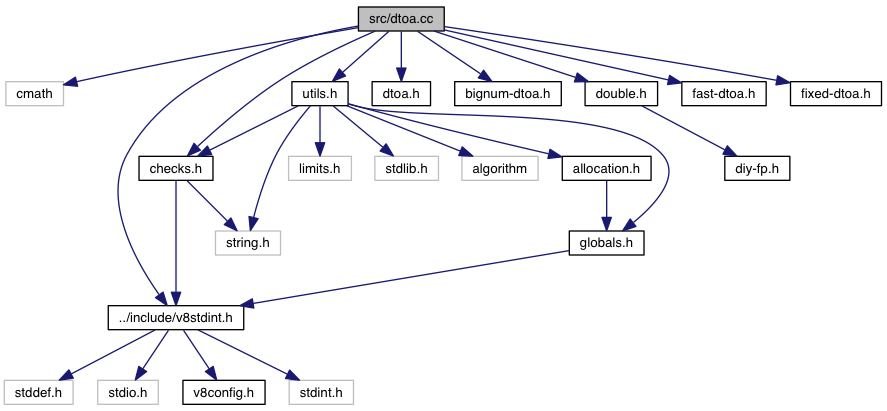 src/dtoa.cc
cmath
utils.h
dtoa.h
bignum-dtoa.h
double.h
fast-dtoa.h
fixed-dtoa.h
checks.h
limits.h
stdlib.h
algorithm
allocation.h
diy-fp.h
string.h
globals.h
../include/v8stdint.h
stddef.h
stdio.h
v8config.h
stdint.h